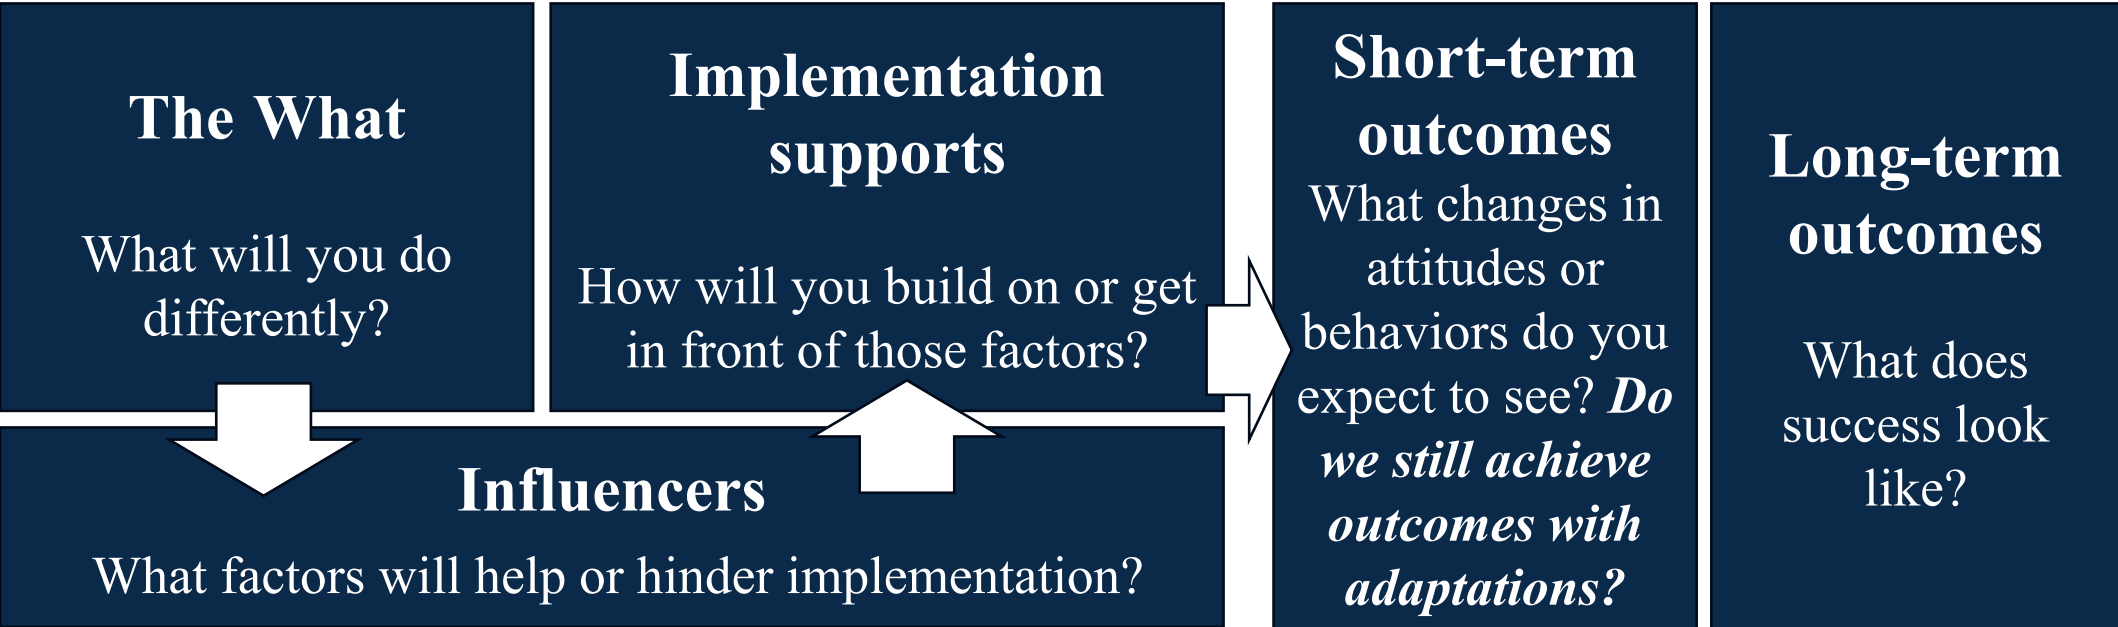 The What
What will you do
differently?
Implementation
supports
How will you build on or get
in front of those factors?
Influencers
What factors will help or hinder implementation?
Short-term
outcomes
What changes in
attitudes or
behaviors do you
expect to see? Do
we still achieve
outcomes with
adaptations?
Long-term
outcomes
What does
success look
like?